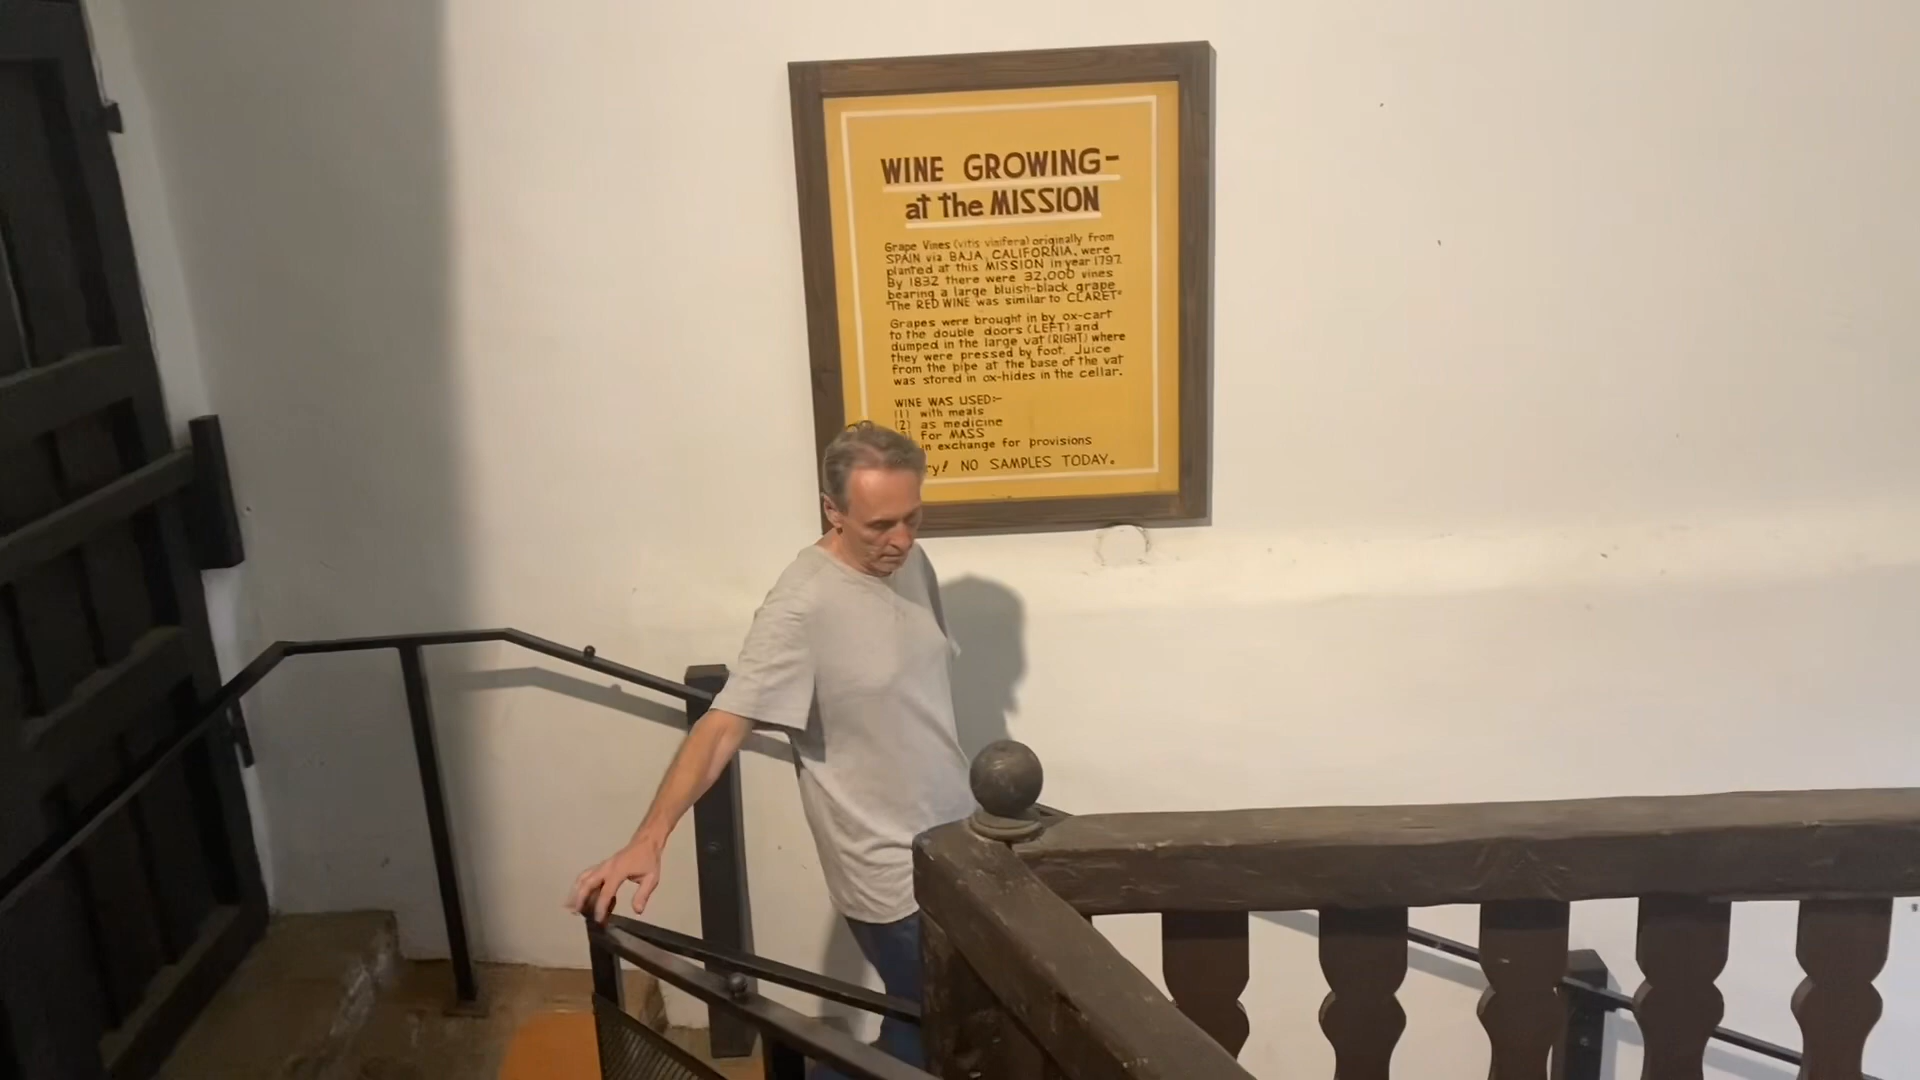 WINE GROWING-
at the MISSION
Grape Vines (vitis vinifera) originally from
SPAIN via BAJA, CALIFORNIA, were
planted at this MISSION in year 1797.
By 1832 there were 32,000 vines
bearing a large bluish-black grape
"The RED WINE was similar to CLARET"
Grapes were brought in by ox-cart
to the double doors (LEFT) and
dumped in the large vat (RIGHT) where
they were pressed by foot. Juice
from the pipe at the base of the vat
was stored in ox-hides in the cellar.
WINE WAS USED:-
(1) with meals
(2) as medicine
for MASS
in exchange for provisions
NO SAMPLES TODAY.